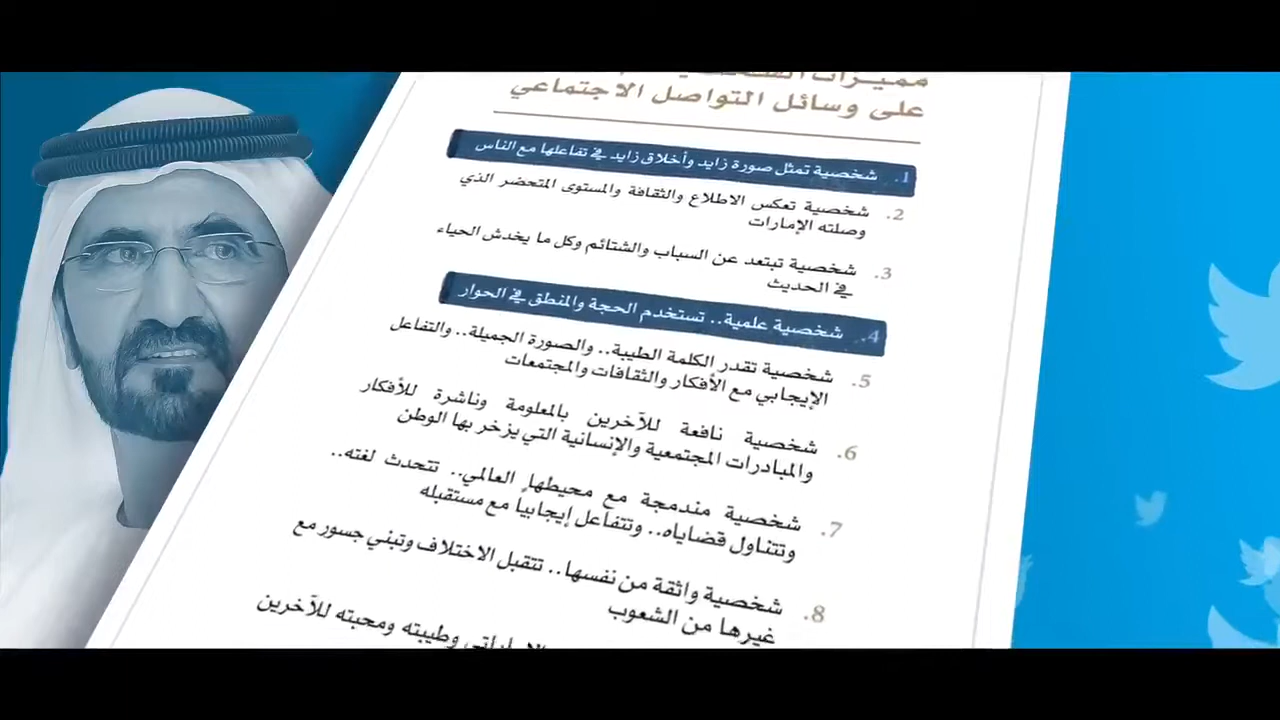 مميزات
على وسائل التواصل الاجتماعي
1. شخصية تمثل صورة زايد وأخلاق زايد في تفاعلها مع الناس
2. شخصية تعكس الاطلاع والثقافة والمستوى المتحضر الذي
وصلته الإمارات
3. شخصية تبتعد عن السباب والشتائم وكل ما يخدش الحياء
في الحديث
4. شخصية علمية.. تستخدم الحجة والمنطق في الحوار
5. شخصية تقدر الكلمة الطيبة.. والصورة الجميلة.. والتفاعل
الإيجابي مع الأفكار والثقافات والمجتمعات
6. شخصية نافعة للآخرين بالمعلومة وناشرة للأفكار
والمبادرات المجتمعية والإنسانية التي يزخر بها الوطن
7. شخصية مندمجة مع محيطها العالمي.. تتحدث لغته..
وتتناول قضاياه.. وتتفاعل إيجابياً مع مستقبله
8. شخصية واثقة من نفسها.. تتقبل الاختلاف وتبني جسور مع
غيرها من الشعوب
وطيبته ومحبته للآخرين